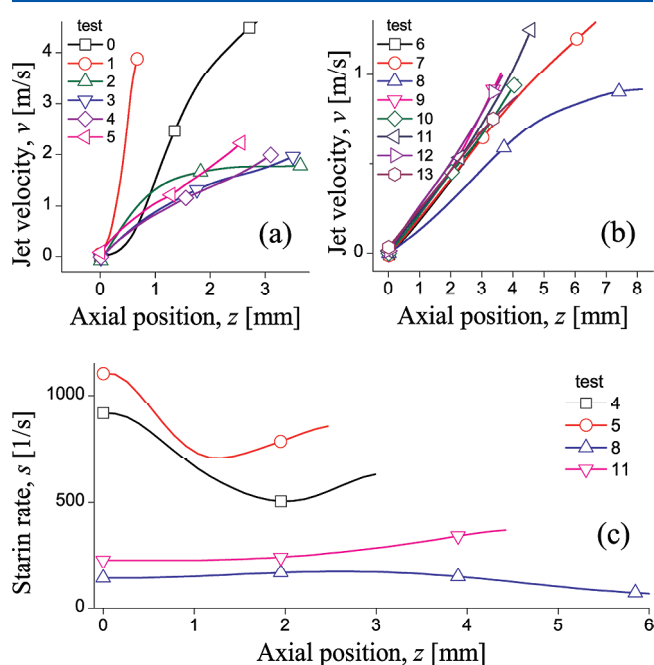 test
0
1
2
3
4
5
4
3
2
1
0
0 1 2 3
Jet velocity, v [m/s]
Axial position, z [mm]
(a)
test
6
7
8
9
10
11
12
13
1
0
0 1 2 3 4 5 6 7 8
Jet velocity, v [m/s]
Axial position, z [mm]
(b)
test
4
5
8
11
1000
500
0
0 1 2 3 4 5 6
Starin rate, s [1/s]
Axial position, z [mm]
(c)